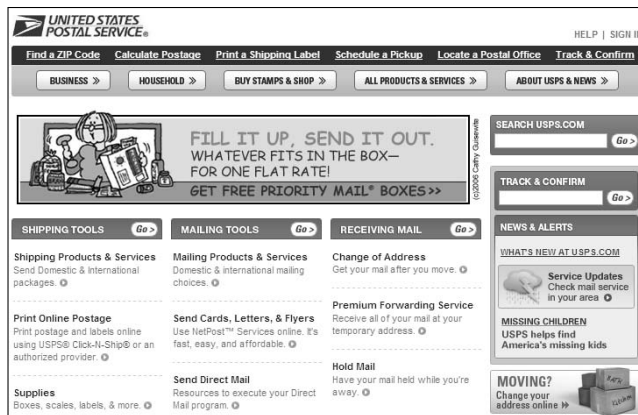 UNITED STATES
POSTAL SERVICE®
HELP | SIGN IN
Find a ZIP Code Calculate Postage Print a Shipping Label Schedule a Pickup Locate a Postal Office Track & Confirm
BUSINESS » HOUSEHOLD » BUY STAMPS & SHOP » ALL PRODUCTS & SERVICES » ABOUT USPS & NEWS »
FILL IT UP, SEND IT OUT.
WHATEVER FITS IN THE BOX—
FOR ONE FLAT RATE!
GET FREE PRIORITY MAIL® BOXES>>
(c)2006 Cathy Guisewite
SEARCH USPS.COM
Go >
TRACK & CONFIRM
Go >
SHIPPING TOOLS Go >
Shipping Products & Services
Send Domestic & International
packages.
Print Online Postage
Print postage and labels online
using USPS® Click-N-Ship® or an
authorized provider.
Supplies
Boxes, scales, labels, & more.
MAILING TOOLS Go >
Mailing Products & Services
Domestic & international mailing
choices.
Send Cards, Letters, & Flyers
Use NetPost™ Services online. It's
fast, easy, and affordable.
Send Direct Mail
Resources to execute your Direct
Mail program.
RECEIVING MAIL Go >
Change of Address
Get your mail after you move.
Premium Forwarding Service
Receive all of your mail at your
temporary address.
Hold Mail
Have your mail held while you're
away.
NEWS & ALERTS
WHAT'S NEW AT USPS.COM
Service Updates
Check mail service
in your area
MISSING CHILDREN
USPS helps find
America's missing kids
MOVING?
Change your
address online »
BATH